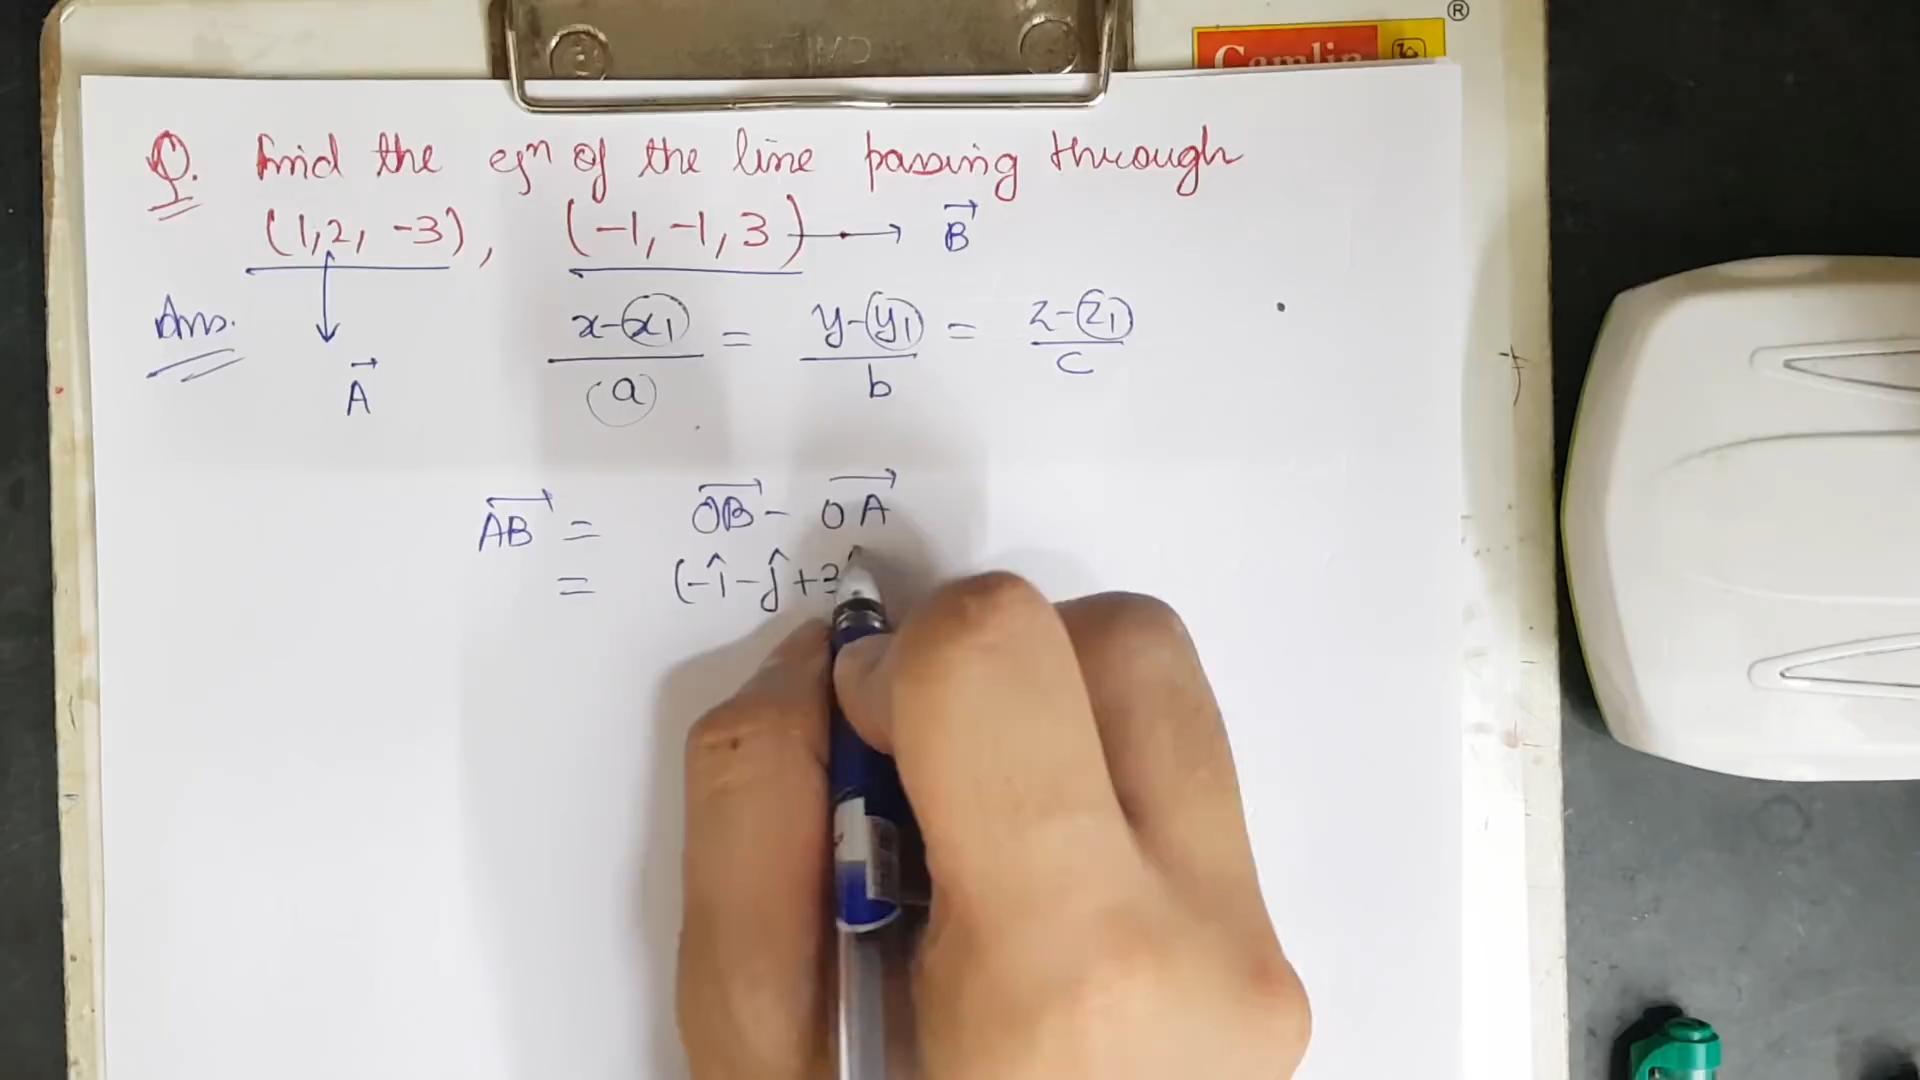 Q. Find the eqn of the line passing through
(1,2, -3), (-1, -1, 3) → B⃗
Ans. x-x₁/a = y-y₁/b = z-z₁/c
A⃗
AB⃗ = OB⃗ - OA⃗
= (-î - ĵ + 3
Camlin
®